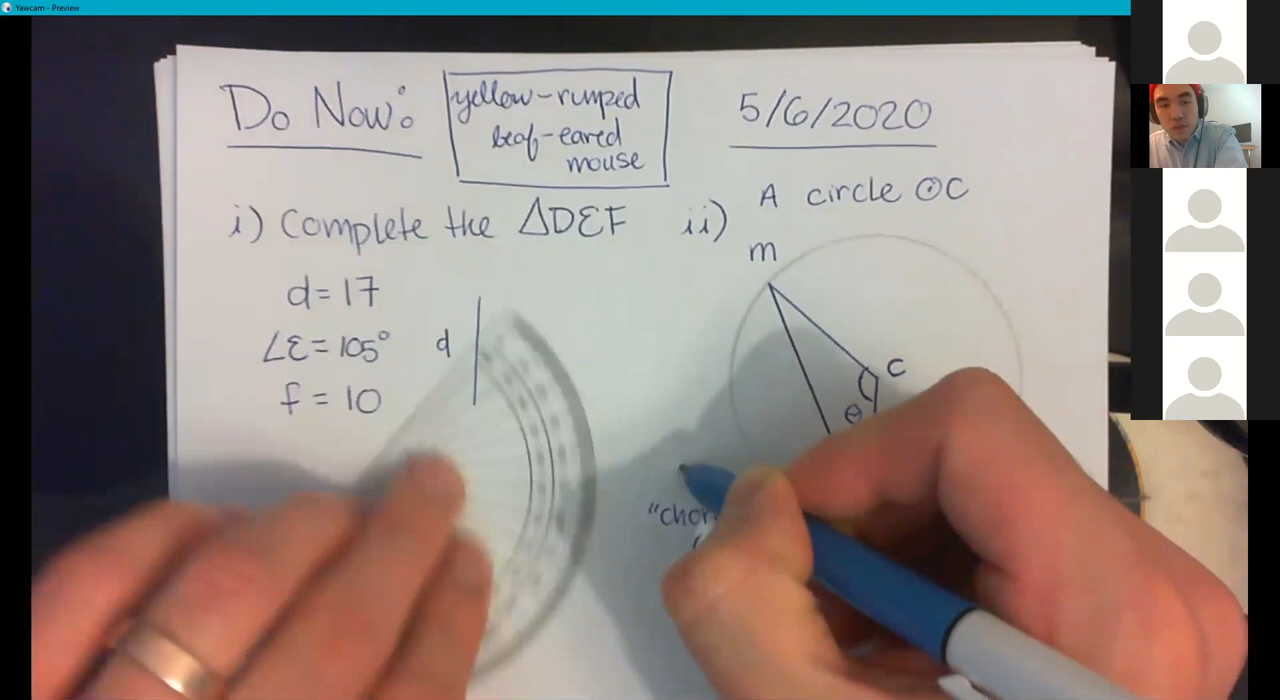 Yawcam - Preview
Do Now:
yellow-rumped
leaf-eared
mouse
5/6/2020
i) Complete the △DEF
d = 17
∠E = 105°
f = 10
d
ii) A circle ⊙C
m
C
θ
"chor